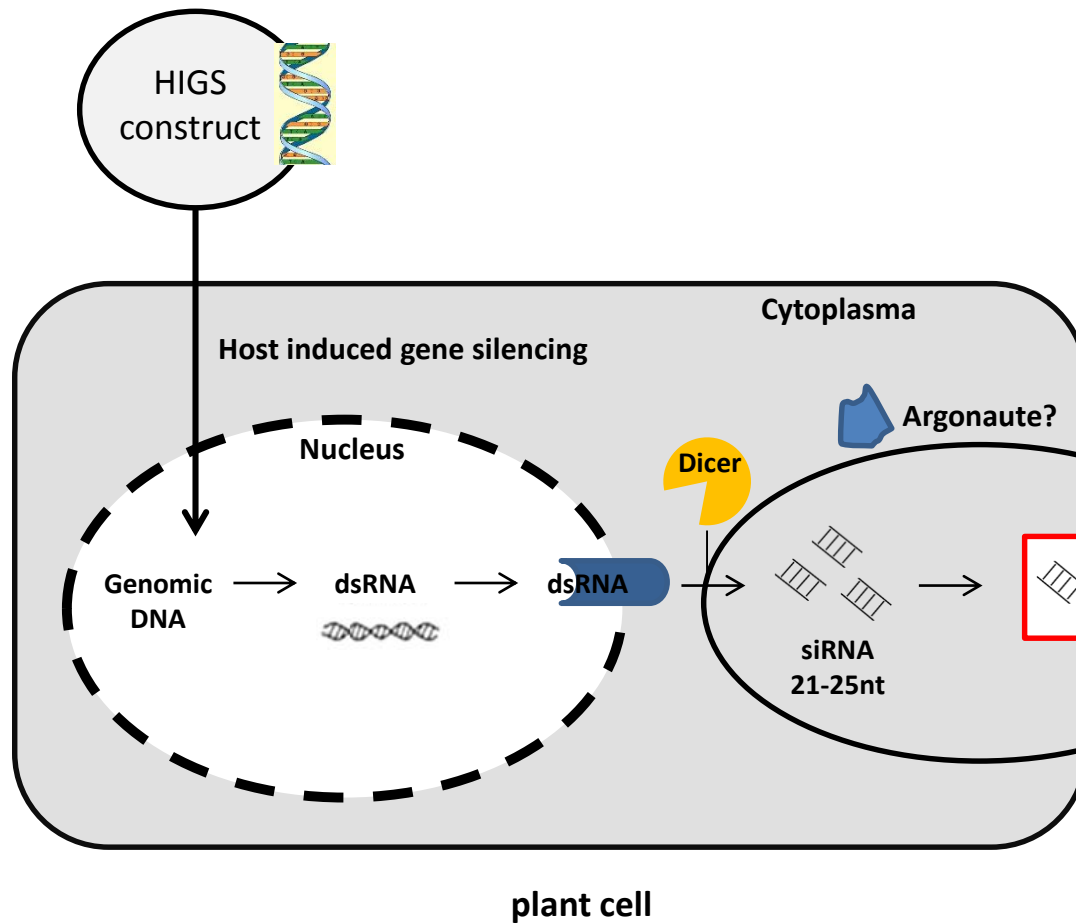 HIGS
construct
Cytoplasma
Host induced gene silencing
Argonaute?
Nucleus
Dicer
Genomic
DNA
dsRNA
dsRNA
siRNA
21-25nt
plant cell